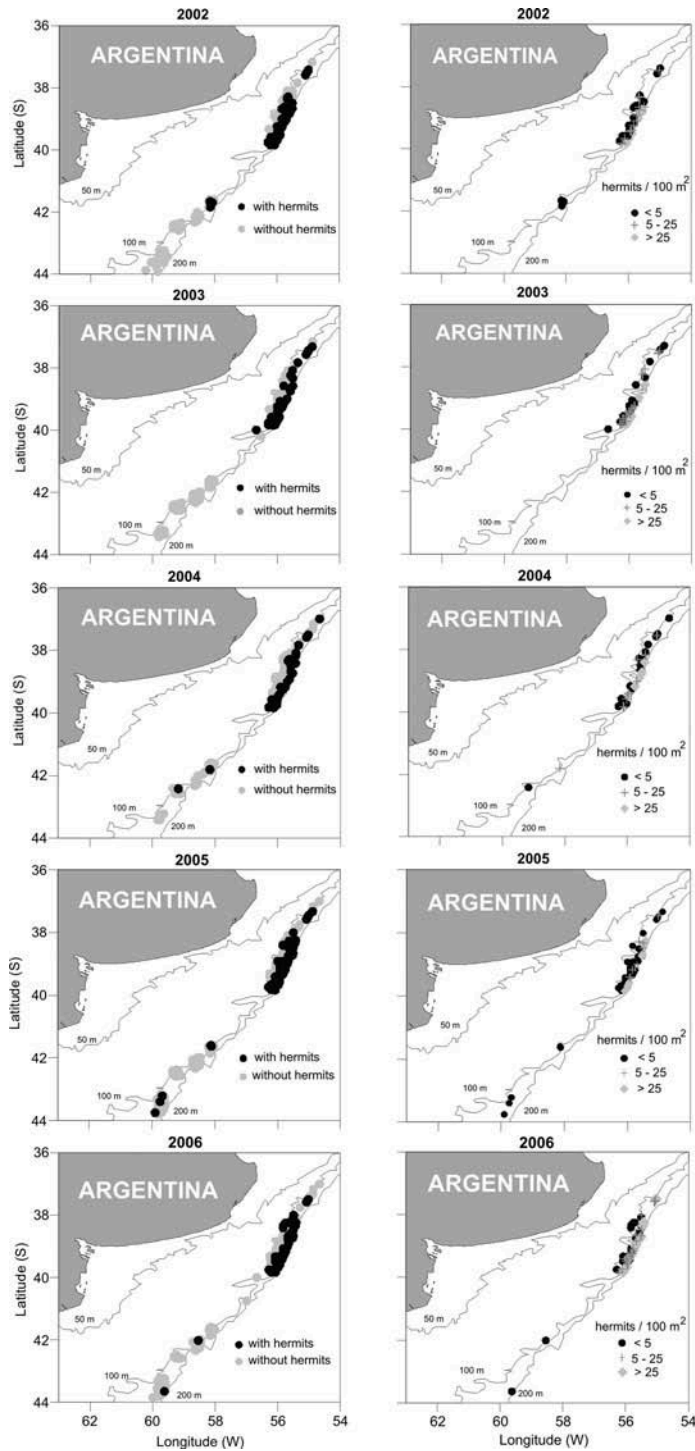 2002
2002
36
ARGENTINA
ARGENTINA
38
Latitude (S)
40
hermits / 100 m2
50 m
50 m
with hermits
< 5
42
without hermits
5 - 25
> 25
100 m
100 m
44
200 m
200 m
2003
2003
36
ARGENTINA
ARGENTINA
38
Latitude (S)
40
hermits / 100 m2
50 m
50 m
with hermits
< 5
42
without hermits
5 - 25
> 25
100 m
100 m
44
200 m
200 m
2004
2004
36
ARGENTINA
ARGENTINA
38
Latitude (S)
40
hermits / 100 m2
50 m
50 m
with hermits
< 5
42
without hermits
5 - 25
> 25
100 m
100 m
44
200 m
200 m
2005
2005
36
ARGENTINA
ARGENTINA
38
Latitude (S)
40
hermits / 100 m2
50 m
50 m
with hermits
< 5
42
without hermits
5 - 25
> 25
100 m
100 m
44
200 m
200 m
2006
2006
36
ARGENTINA
ARGENTINA
38
Latitude (S)
40
hermits / 100 m2
50 m
50 m
with hermits
< 5
42
without hermits
5 - 25
> 25
100 m
100 m
44
200 m
200 m
62 60 58 56 54
62 60 58 56 54
Longitude (W)
Longitude (W)